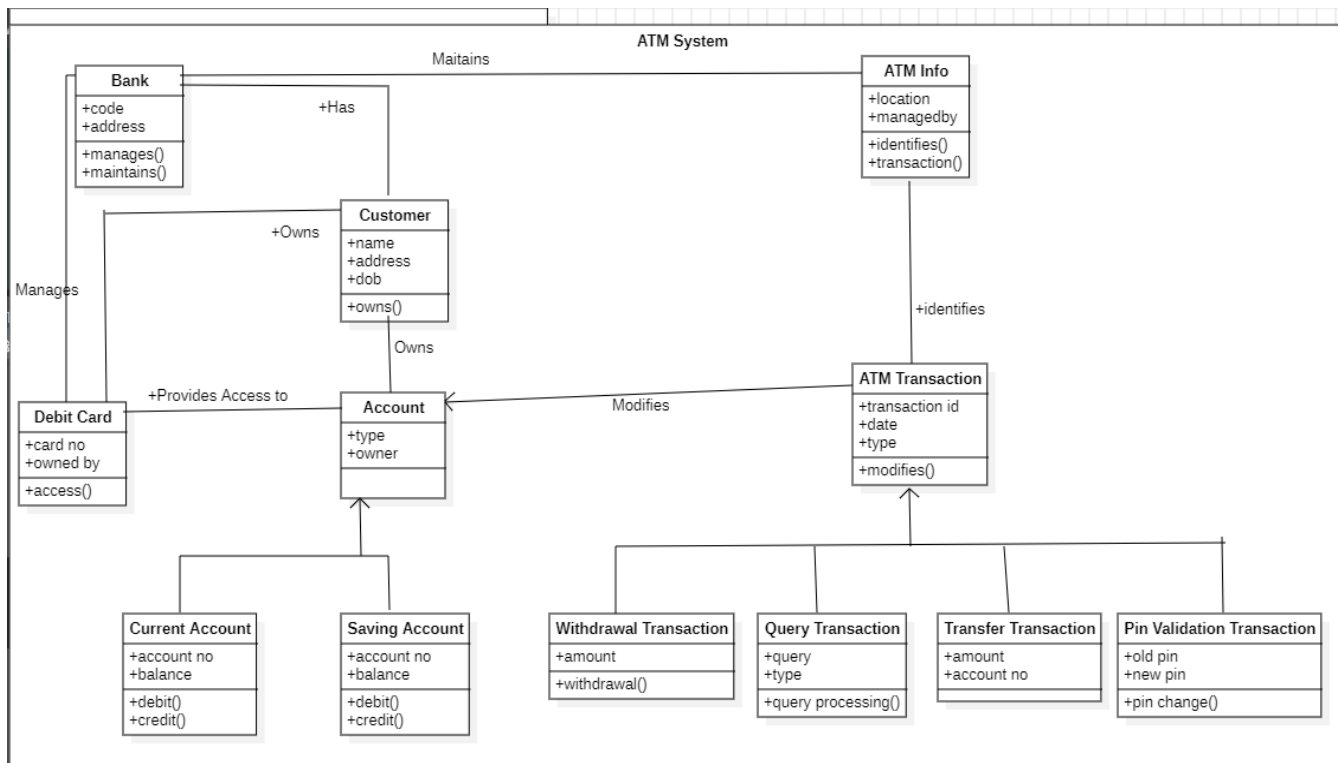 ATM System
Maitains
Bank
+code
+address
+manages()
+maintains()
+Has
ATM Info
+location
+managedby
+identifies()
+transaction()
Customer
+name
+address
+dob
+owns()
+Owns
Manages
Owns
+identifies
+Provides Access to
Modifies
Debit Card
+card no
+owned by
+access()
Account
+type
+owner
ATM Transaction
+transaction id
+date
+type
+modifies()
Current Account
+account no
+balance
+debit()
+credit()
Saving Account
+account no
+balance
+debit()
+credit()
Withdrawal Transaction
+amount
+withdrawal()
Query Transaction
+query
+type
+query processing()
Transfer Transaction
+amount
+account no
Pin Validation Transaction
+old pin
+new pin
+pin change()